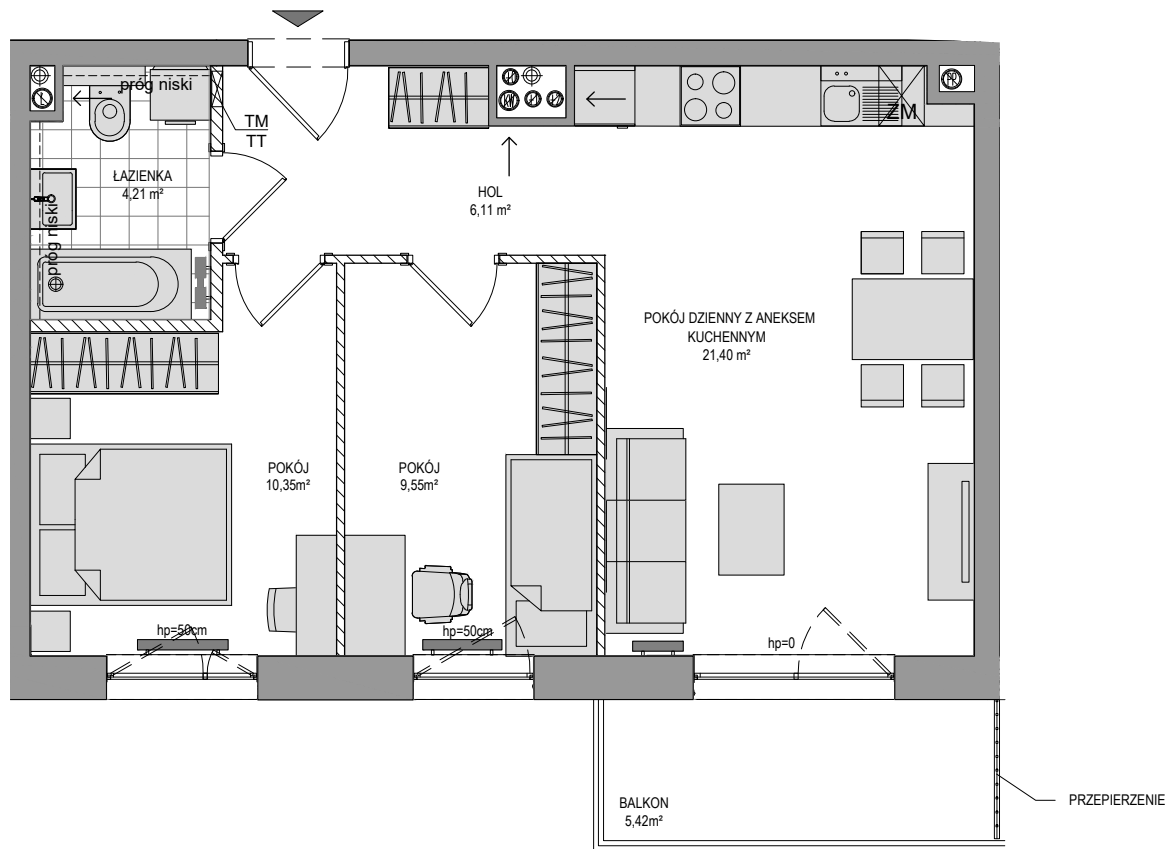 próg niski
TM
TT
ZM
PR
KW
ŁAZIENKA
4,21 m²
próg niski
HOL
6,11 m²
POKÓJ DZIENNY Z ANEKSEM
KUCHENNYM
21,40 m²
POKÓJ
10,35m²
POKÓJ
9,55m²
hp=50cm
hp=50cm
hp=0
BALKON
5,42m²
PRZEPIERZENIE